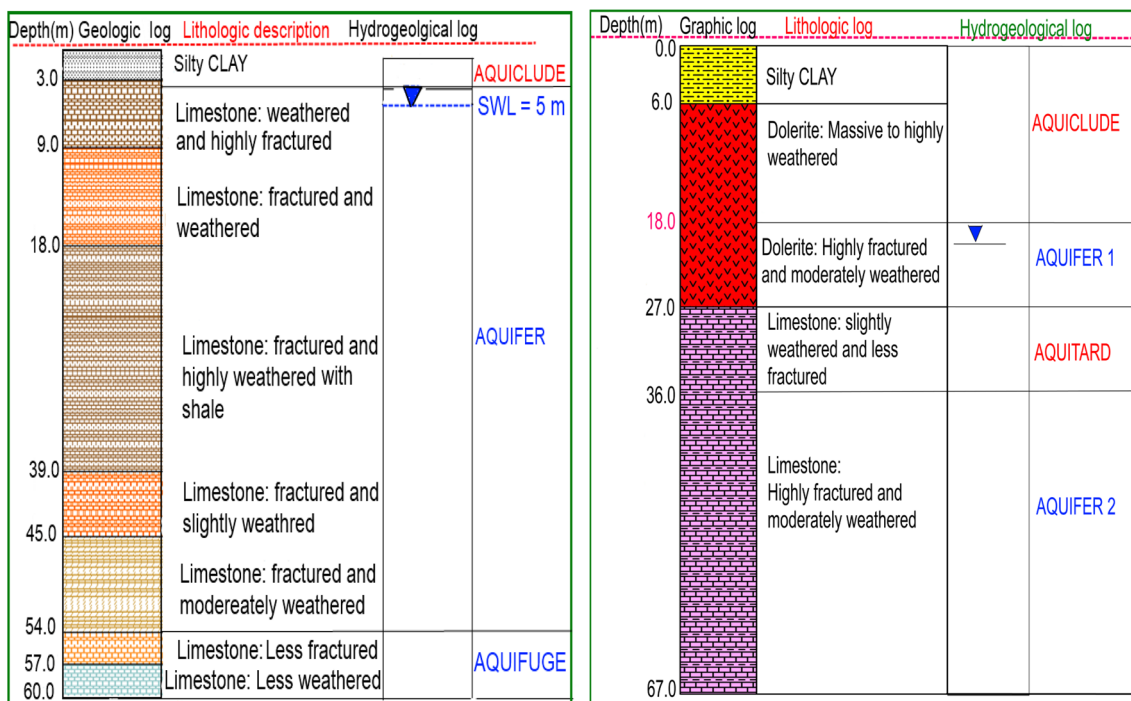 Depth(m) Geologic log Lithologic description Hydrogeolgical log
Silty CLAY
AQUICLUDE
3.0
SWL = 5 m
Limestone: weathered
and highly fractured
9.0
Limestone: fractured and
weathered
18.0
Limestone: fractured and
highly weathered with
shale
AQUIFER
39.0
Limestone: fractured and
slightly weathred
45.0
Limestone: fractured and
modereately weathered
54.0
Limestone: Less fractured
AQUIFUGE
57.0
Limestone: Less weathered
60.0
Depth(m) Graphic log Lithologic log Hydrogeological log
0.0
Silty CLAY
6.0
Dolerite: Massive to highly
weathered
AQUICLUDE
18.0
Dolerite: Highly fractured
and moderately weathered
AQUIFER 1
27.0
Limestone: slightly
weathered and less
fractured
AQUITARD
36.0
Limestone:
Highly fractured and
moderately weathered
AQUIFER 2
67.0